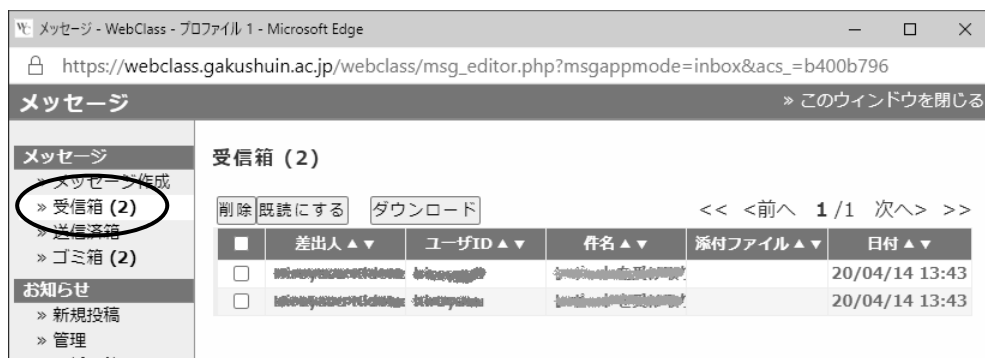 メッセージ - WebClass - プロファイル 1 - Microsoft Edge
https://webclass.gakushuin.ac.jp/webclass/msg_editor.php?msgappmode=inbox&acs_=b400b796
メッセージ » このウィンドウを閉じる
メッセージ
» メッセージ作成
» 受信箱 (2)
» 送信済箱
» ゴミ箱 (2)
お知らせ
» 新規投稿
» 管理
受信箱 (2)
削除 既読にする ダウンロード << <前へ 1 /1 次へ> >>
差出人▲▼ ユーザID▲▼ 件名▲▼ 添付ファイル▲▼ 日付▲▼
20/04/14 13:43
20/04/14 13:43